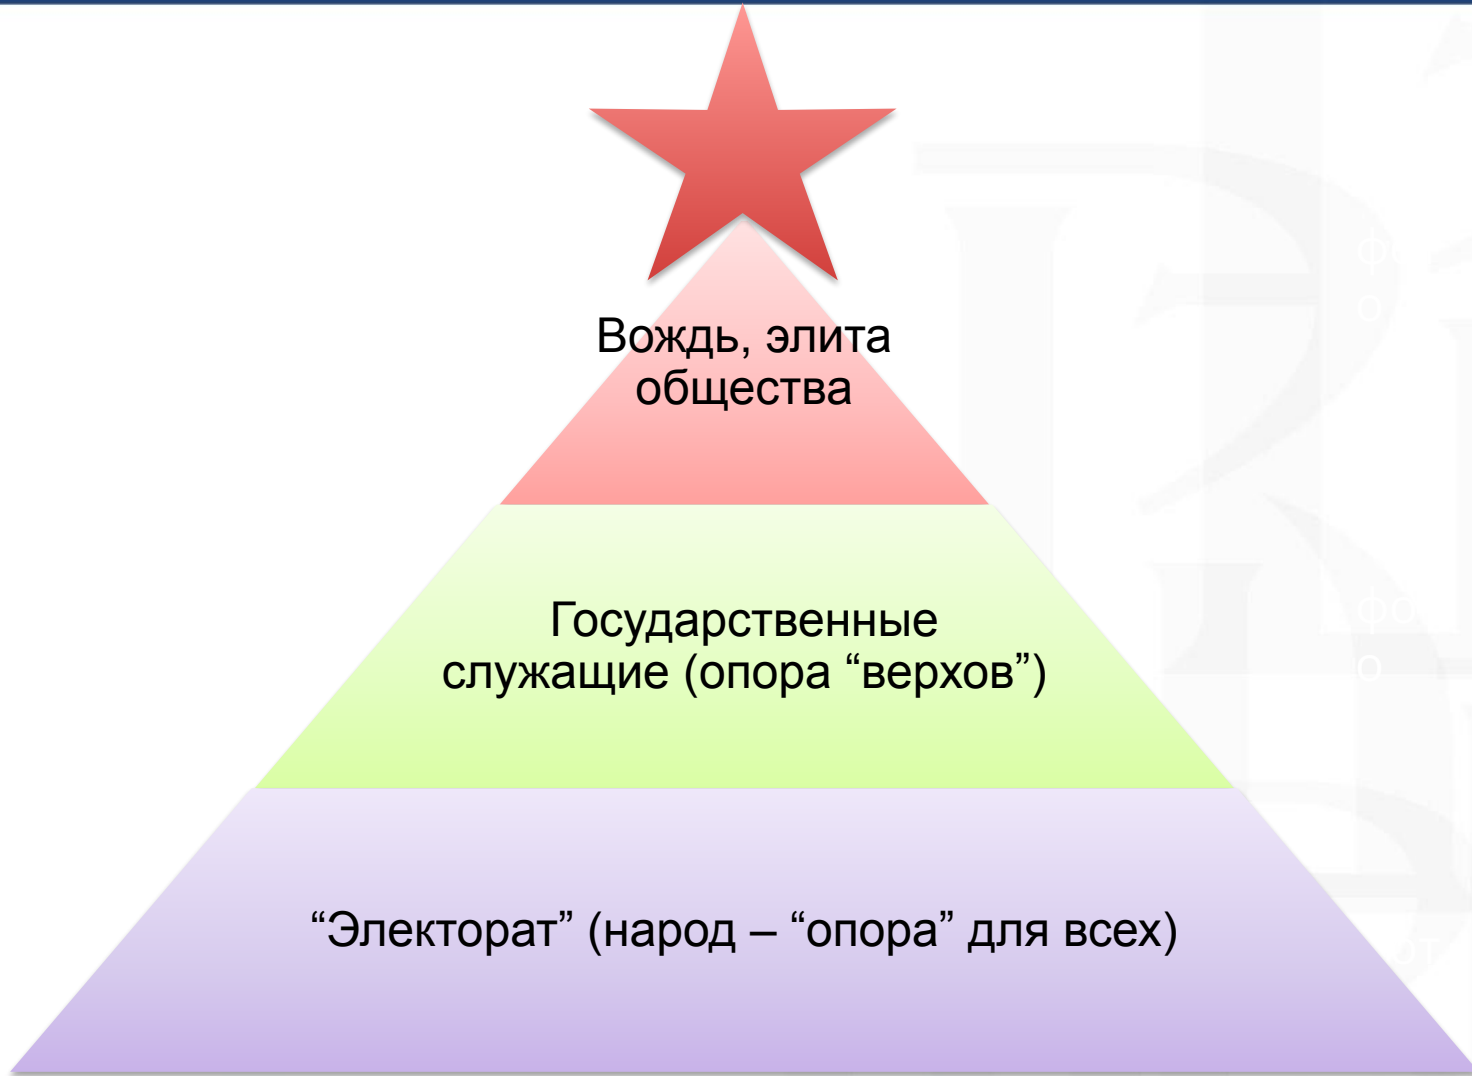 Вождь, элита
общества
Государственные
служащие (опора “верхов”)
“Электорат” (народ – “опора” для всех)